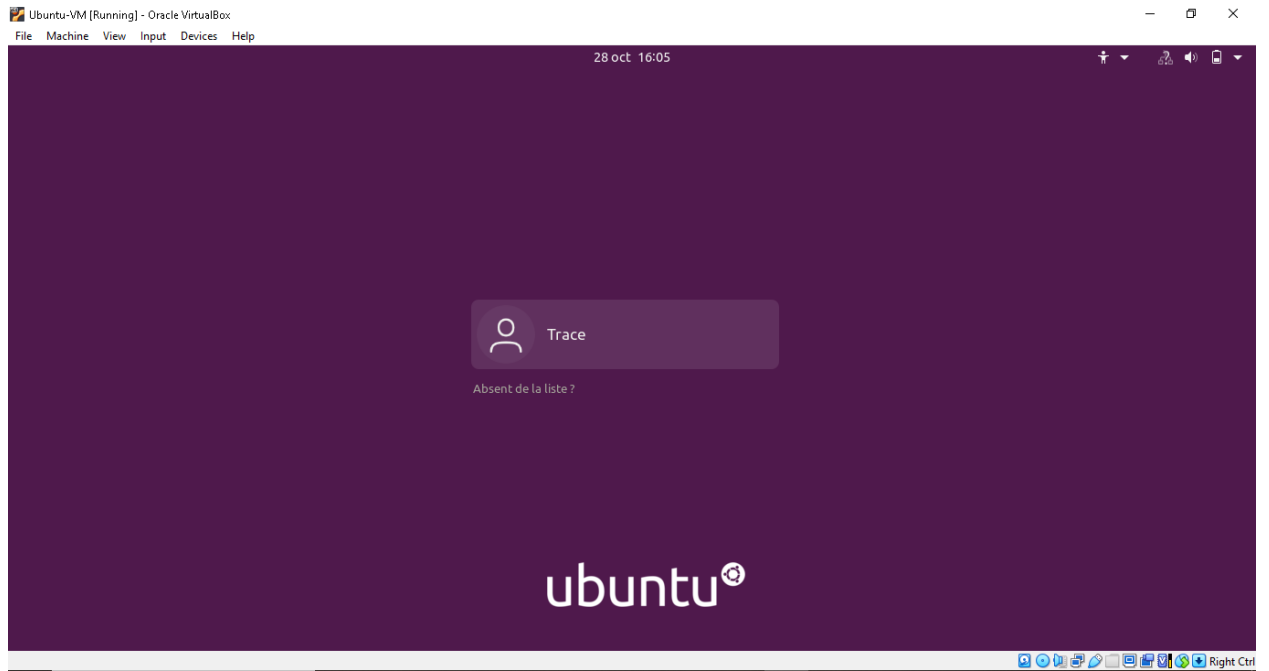 Ubuntu-VM [Running] - Oracle VirtualBox
File Machine View Input Devices Help
28 oct 16:05
Trace
Absent de la liste ?
ubuntu
Right Ctrl